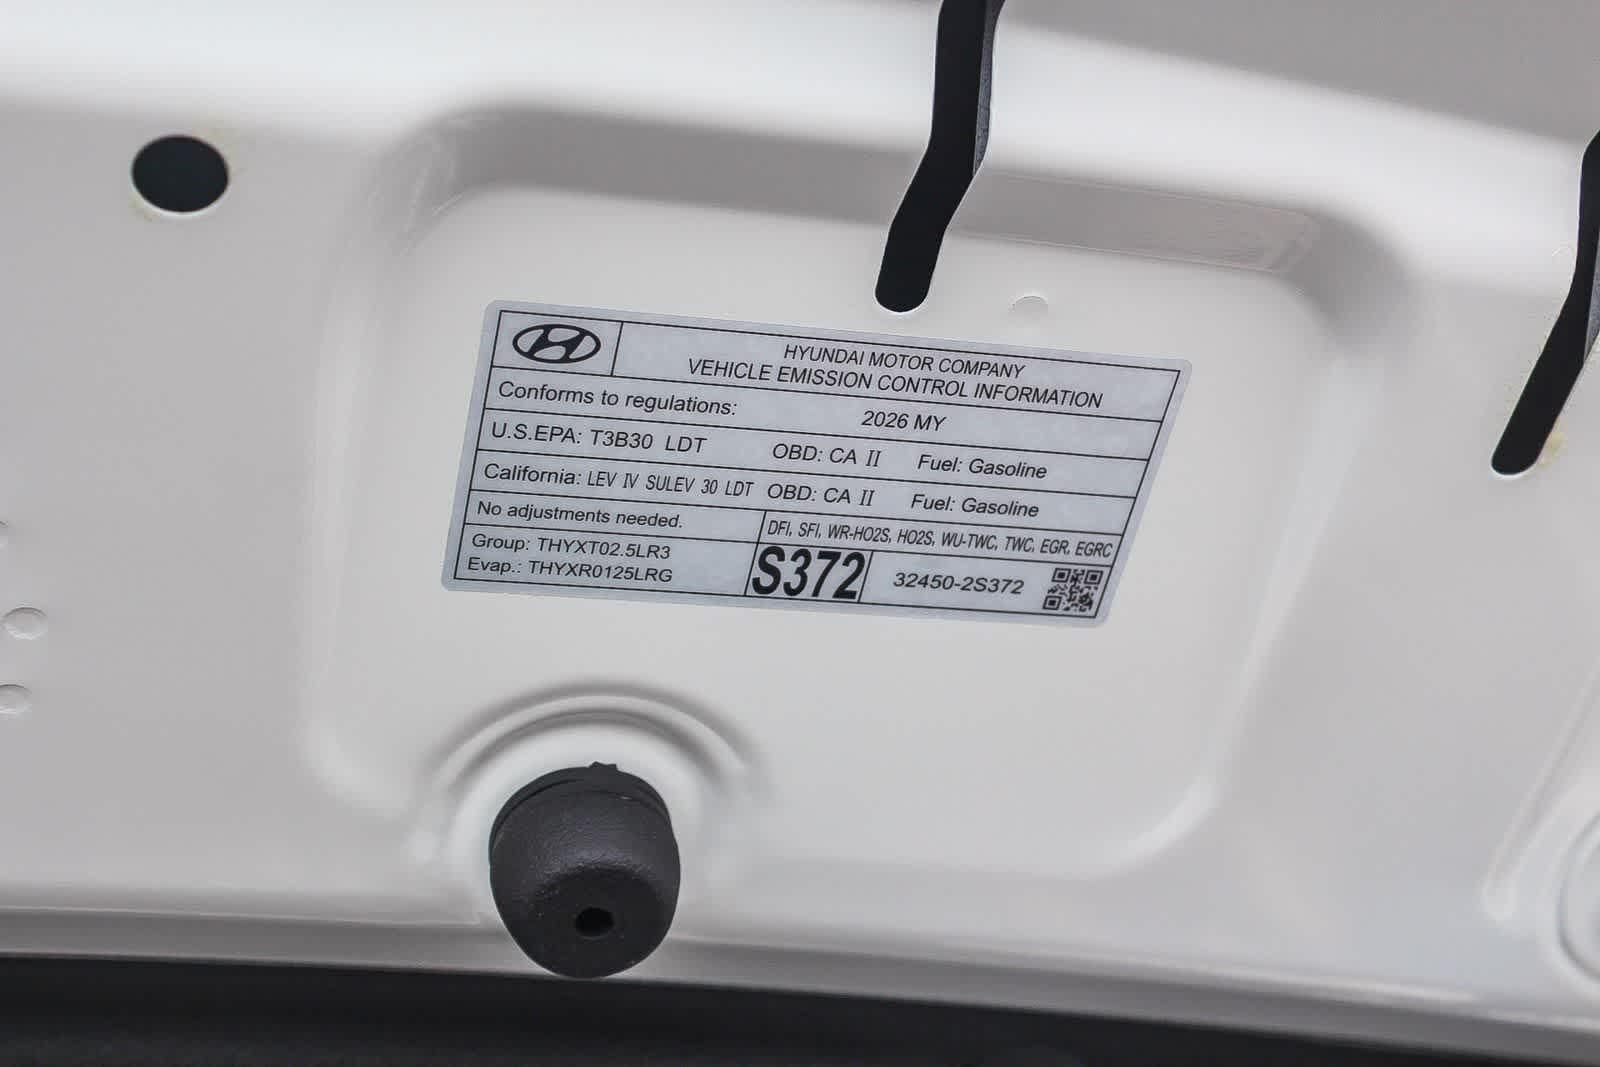 HYUNDAI MOTOR COMPANY
VEHICLE EMISSION CONTROL INFORMATION
Conforms to regulations: 2026 MY
U.S.EPA: T3B30 LDT OBD: CA II Fuel: Gasoline
California: LEV IV SULEV 30 LDT OBD: CA II Fuel: Gasoline
No adjustments needed. DFI, SFI, WR-HO2S, HO2S, WU-TWC, TWC, EGR, EGRC
Group: THYXT02.5LR3
Evap.: THYXR0125LRG
S372 32450-2S372